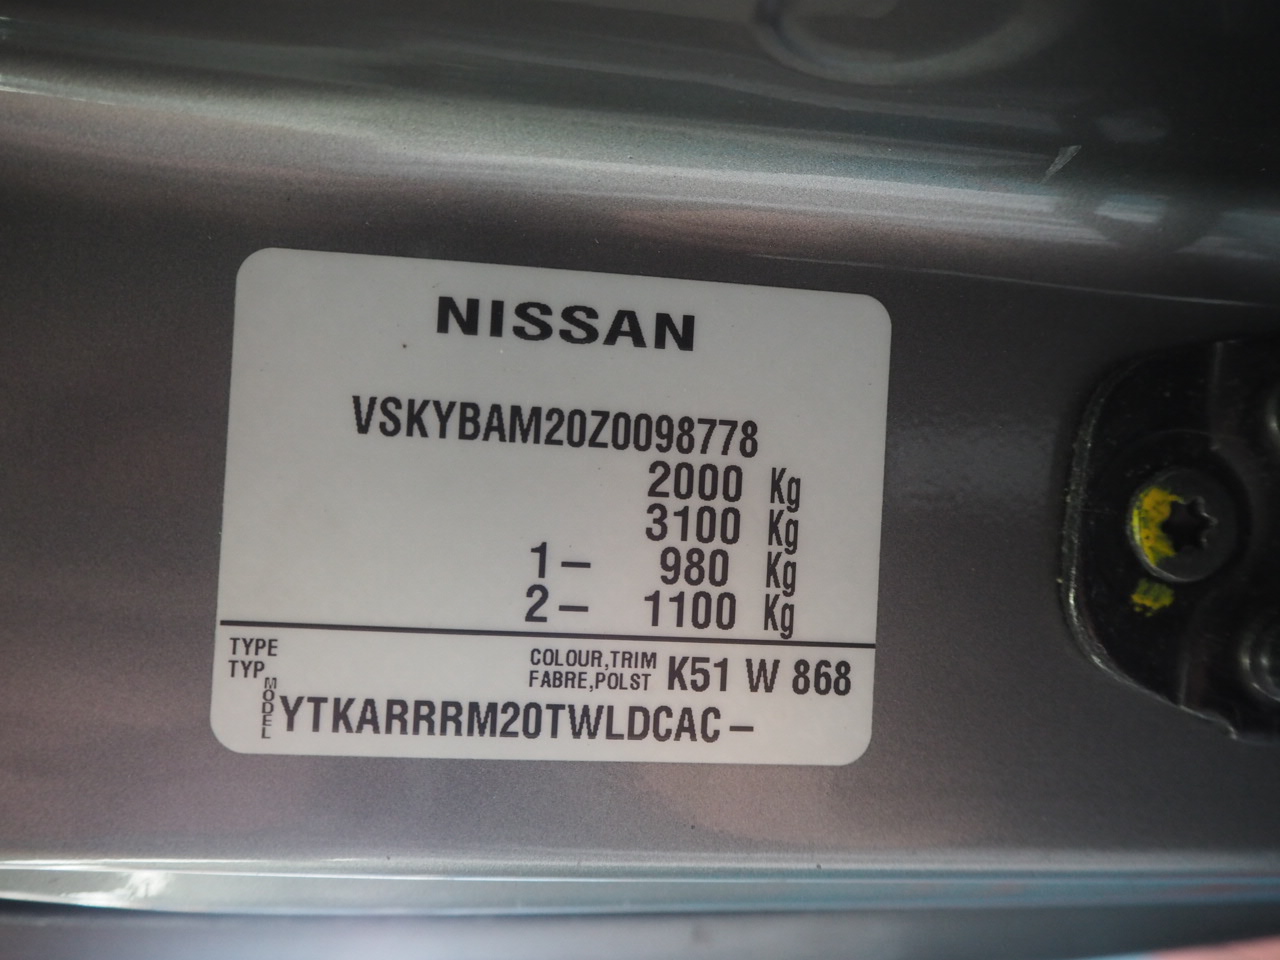 NISSAN
VSKYBAM20Z0098778
2000 Kg
3100 Kg
1– 980 Kg
2– 1100 Kg
TYPE
TYP
COLOUR,TRIM
FABRE,POLST
K51 W 868
MODEL
YTKARRRM20TWLDCAC–